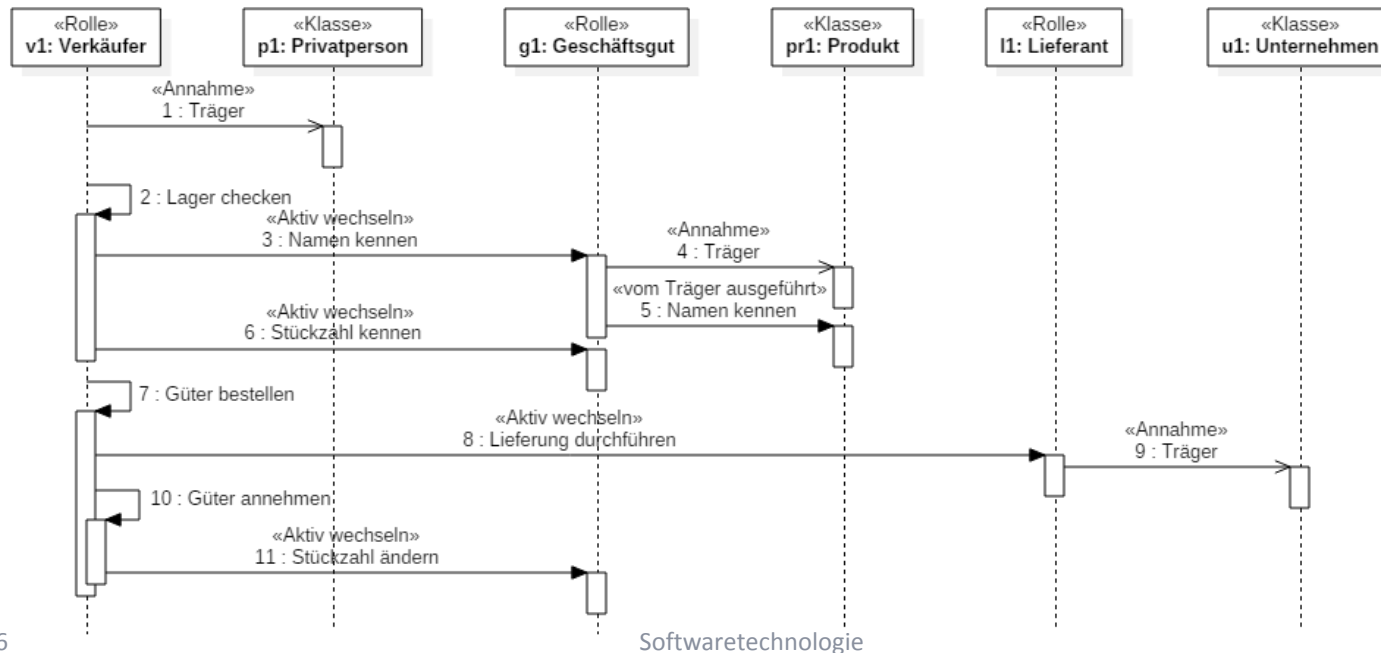 «Rolle»
v1: Verkäufer
«Klasse»
p1: Privatperson
«Rolle»
g1: Geschäftsgut
«Klasse»
pr1: Produkt
«Rolle»
l1: Lieferant
«Klasse»
u1: Unternehmen
«Annahme»
1 : Träger
2 : Lager checken
«Aktiv wechseln»
3 : Namen kennen
«Annahme»
4 : Träger
«vom Träger ausgeführt»
5 : Namen kennen
«Aktiv wechseln»
6 : Stückzahl kennen
7 : Güter bestellen
«Aktiv wechseln»
8 : Lieferung durchführen
«Annahme»
9 : Träger
10 : Güter annehmen
«Aktiv wechseln»
11 : Stückzahl ändern
6
Softwaretechnologie